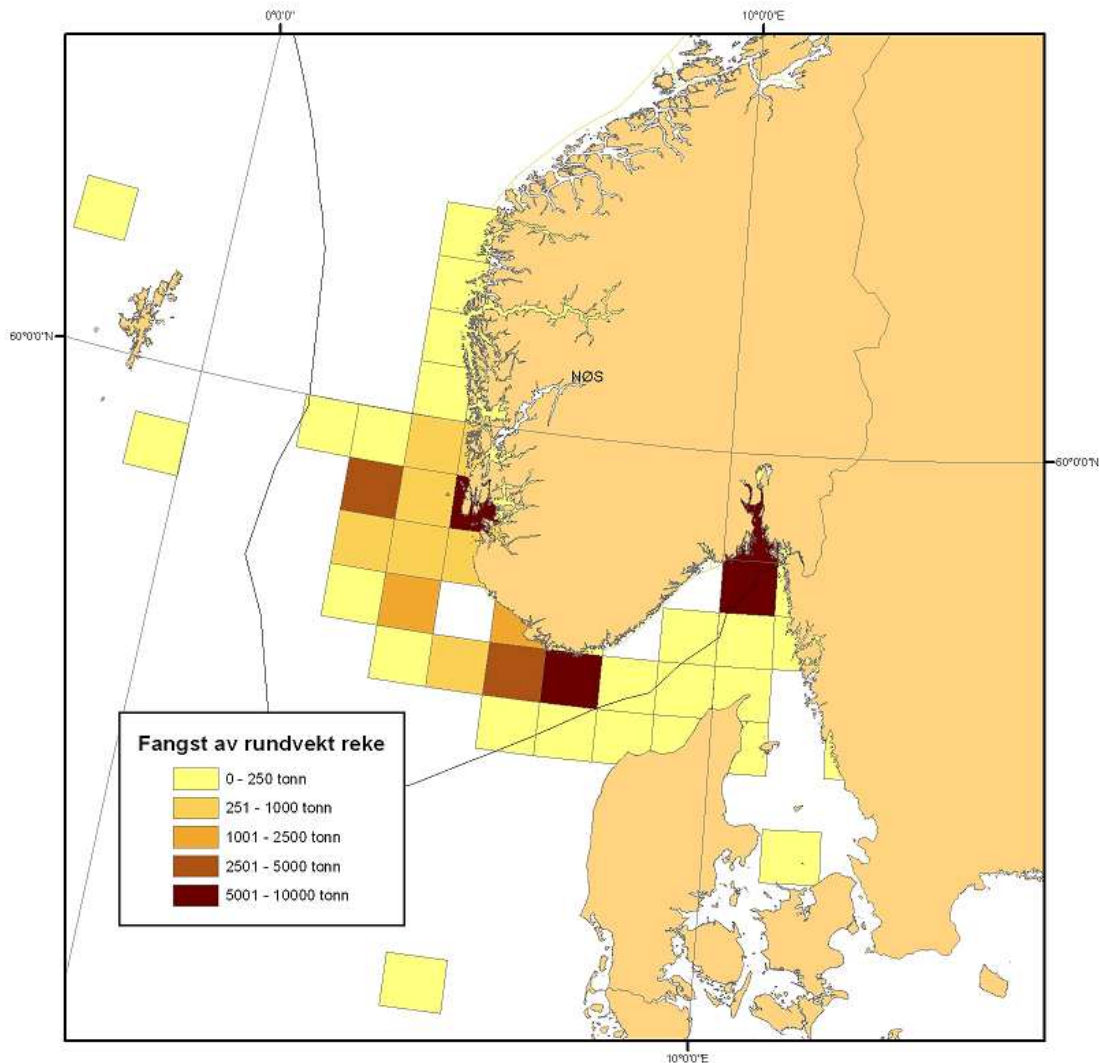 0°0'0"
10°0'0"E
60°0'0"N
NØS
60°0'0"N
Fangst av rundvekt reke
0 - 250 tonn
251 - 1000 tonn
1001 - 2500 tonn
2501 - 5000 tonn
5001 - 10000 tonn
10°0'0"E